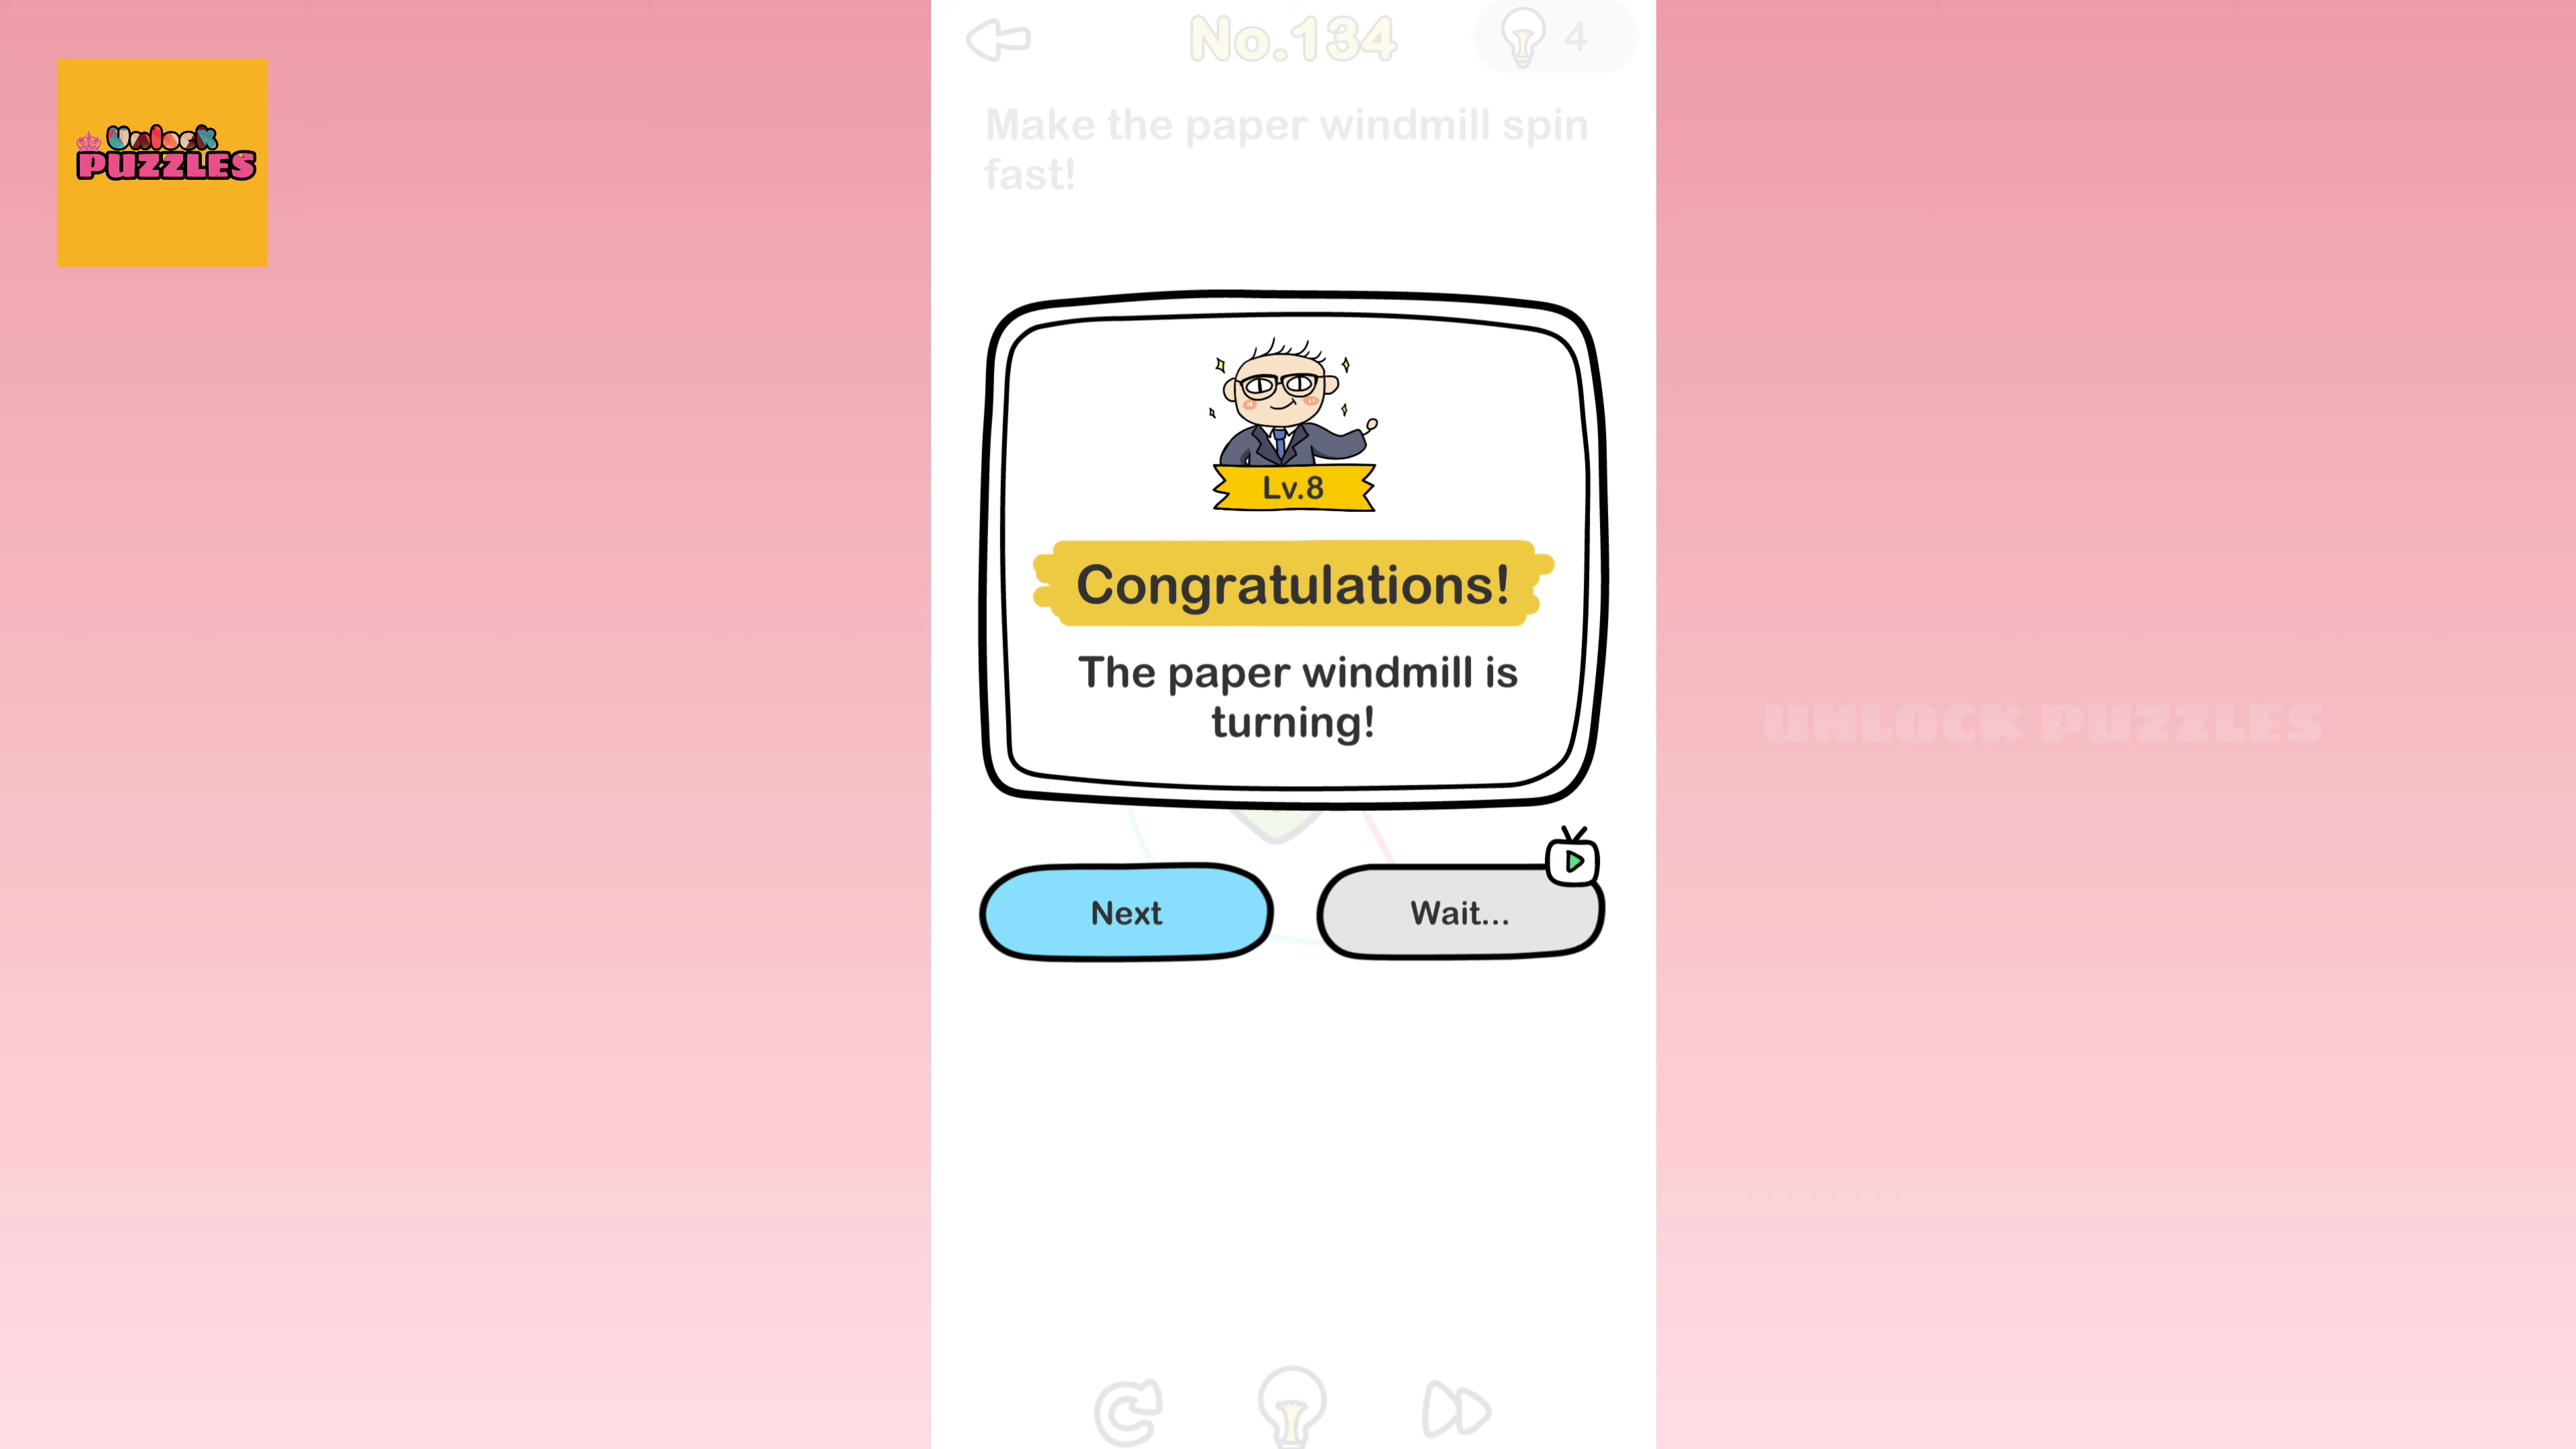 Unlock
PUZZLES
No.134
4
Make the paper windmill spin
fast!
Lv.8
Congratulations!
The paper windmill is
turning!
UNLOCK PUZZLES
Next
Wait...